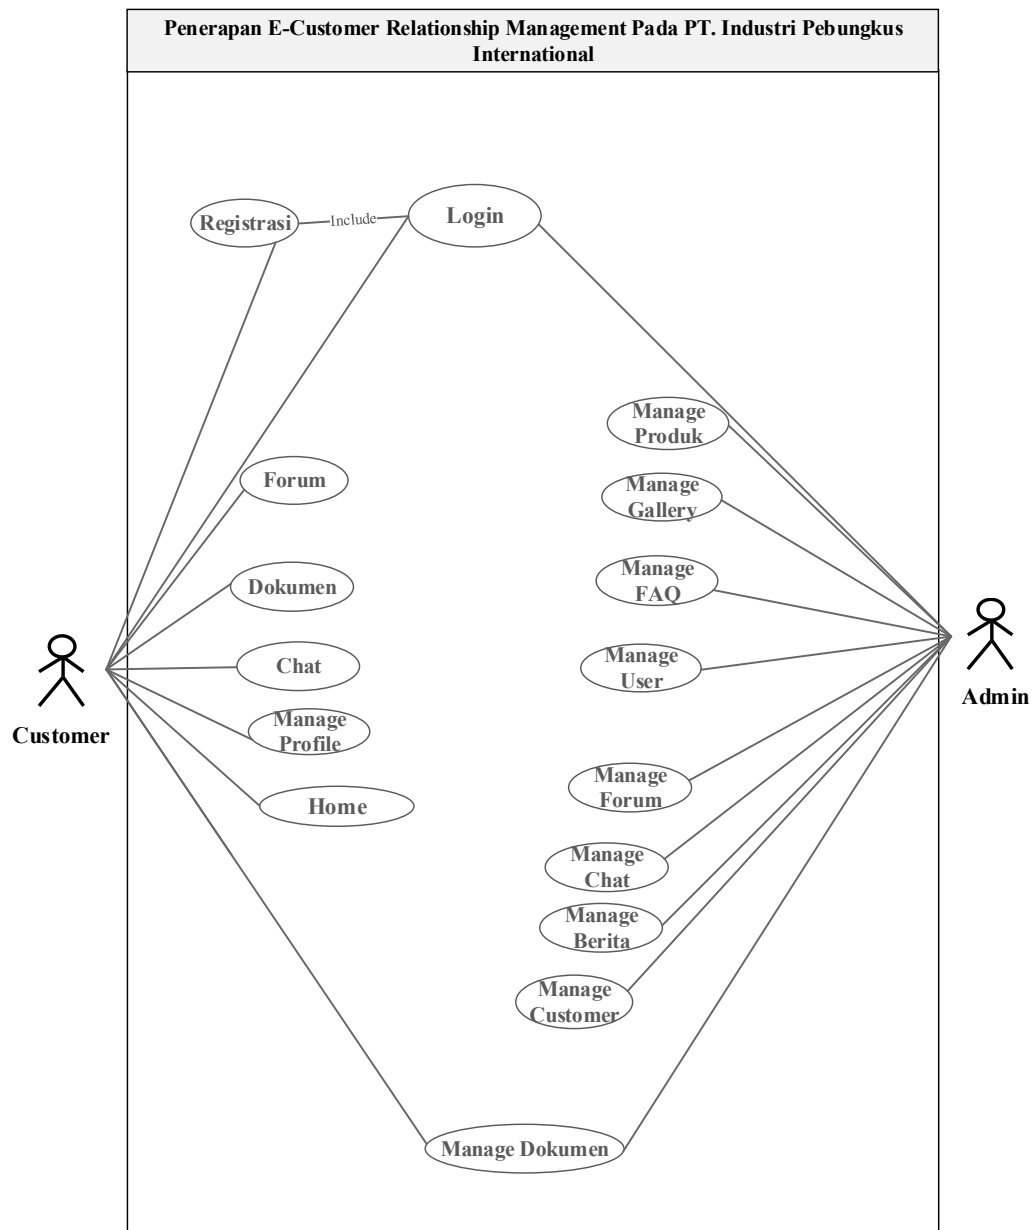 Penerapan E-Customer Relationship Management Pada PT. Industri Pebungkus
International
Registrasi
Include
Login
Manage
Produk
Forum
Manage
Gallery
Dokumen
Manage
FAQ
Chat
Manage
User
Customer
Admin
Manage
Profile
Home
Manage
Forum
Manage
Chat
Manage
Berita
Manage
Customer
Manage Dokumen